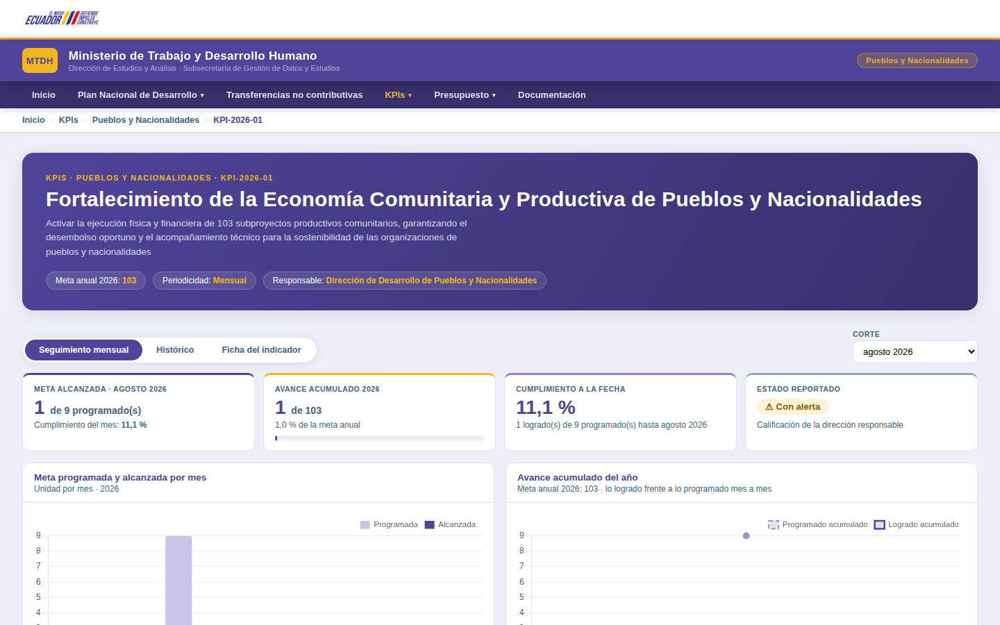 EL NUEVO
ECUADOR
DEFIENDE
IMPULSA
CONSTRUYE
MTDH
Ministerio de Trabajo y Desarrollo Humano
Dirección de Estudios y Análisis · Subsecretaría de Gestión de Datos y Estudios
Pueblos y Nacionalidades
Inicio Plan Nacional de Desarrollo ▾ Transferencias no contributivas KPIs ▾ Presupuesto ▾ Documentación
Inicio › KPIs › Pueblos y Nacionalidades › KPI-2026-01
KPIS · PUEBLOS Y NACIONALIDADES · KPI-2026-01
Fortalecimiento de la Economía Comunitaria y Productiva de Pueblos y Nacionalidades
Activar la ejecución física y financiera de 103 subproyectos productivos comunitarios, garantizando el
desembolso oportuno y el acompañamiento técnico para la sostenibilidad de las organizaciones de
pueblos y nacionalidades
Meta anual 2026: 103
Periodicidad: Mensual
Responsable: Dirección de Desarrollo de Pueblos y Nacionalidades
Seguimiento mensual Histórico Ficha del indicador
CORTE
agosto 2026
META ALCANZADA · AGOSTO 2026
1 de 9 programado(s)
Cumplimiento del mes: 11,1 %
AVANCE ACUMULADO 2026
1 de 103
1,0 % de la meta anual
CUMPLIMIENTO A LA FECHA
11,1 %
1 logrado(s) de 9 programado(s) hasta agosto 2026
ESTADO REPORTADO
⚠ Con alerta
Calificación de la dirección responsable
Meta programada y alcanzada por mes
Unidad por mes · 2026
Programada Alcanzada
9
8
7
6
5
4
Avance acumulado del año
Meta anual 2026: 103 · lo logrado frente a lo programado mes a mes
Programado acumulado Logrado acumulado
9
8
7
6
5
4